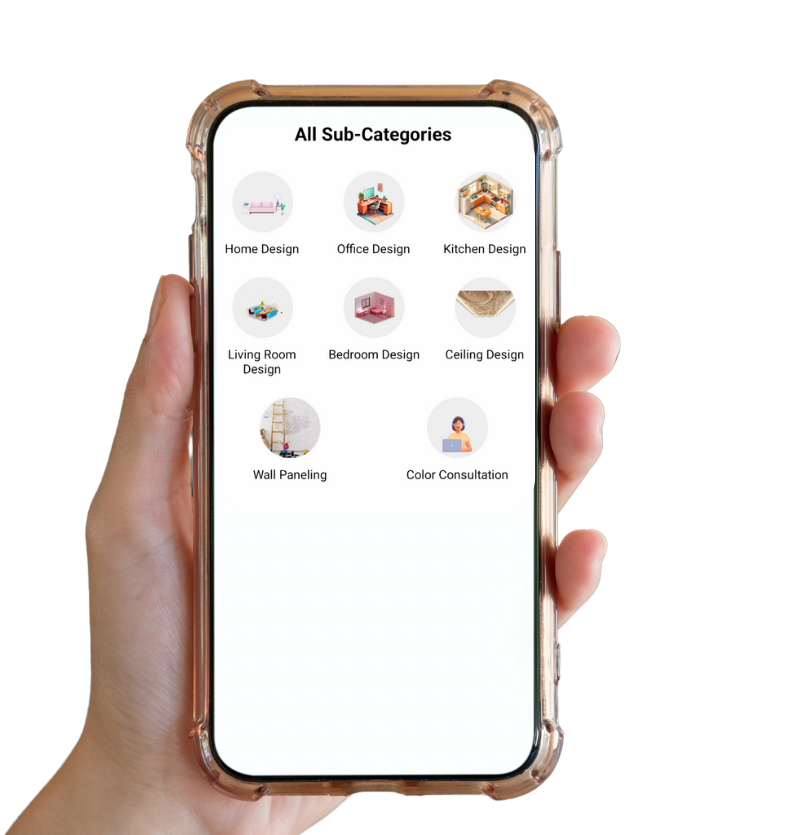 All Sub-Categories
Home Design
Office Design
Kitchen Design
Living Room
Design
Bedroom Design
Ceiling Design
Wall Paneling
Color Consultation